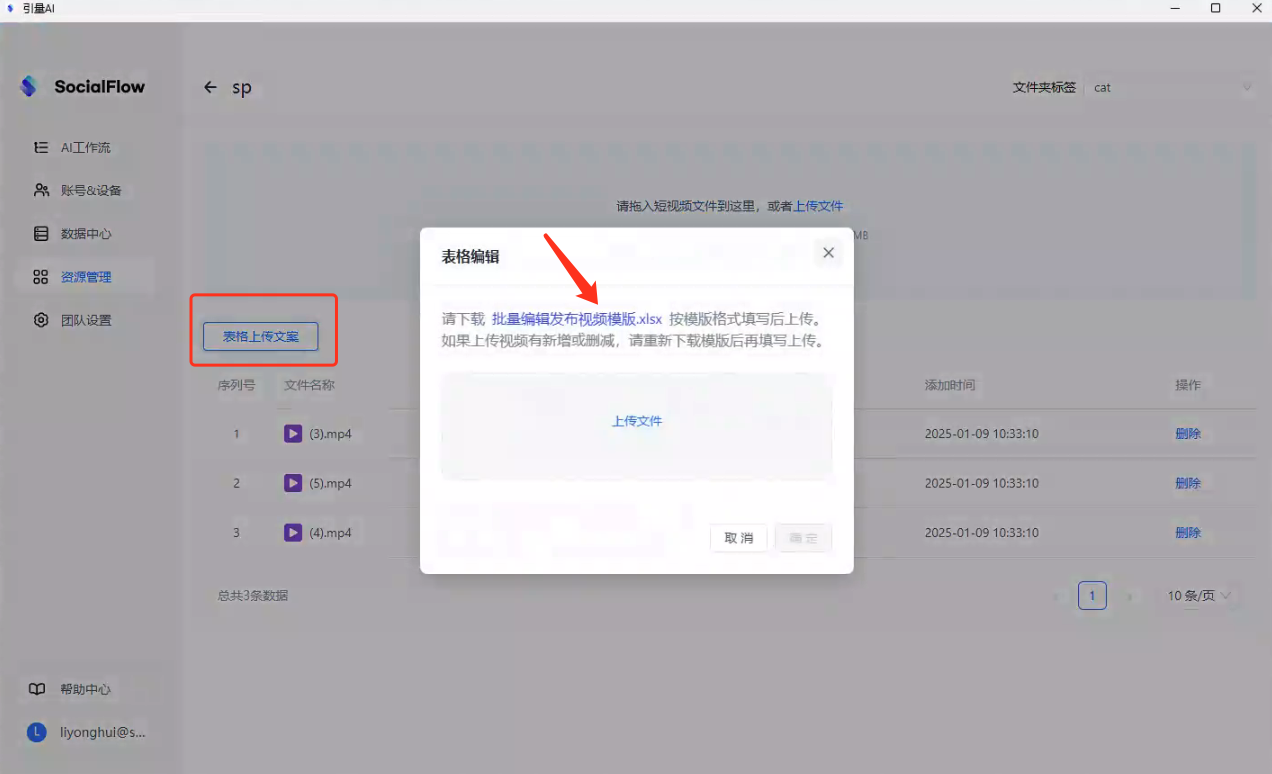 引量AI
SocialFlow
← sp
文件夹标签 cat
AI工作流
账号&设备
数据中心
资源管理
团队设置
请拖入短视频文件到这里，或者上传文件
MB
表格编辑
请下载 批量编辑发布视频模版.xlsx 按模版格式填写后上传。
如果上传视频有新增或删减，请重新下载模版后再填写上传。
上传文件
取 消
确 定
表格上传文案
序列号 文件名称 添加时间 操作
1 (3).mp4 2025-01-09 10:33:10 删除
2 (5).mp4 2025-01-09 10:33:10 删除
3 (4).mp4 2025-01-09 10:33:10 删除
总共3条数据
1
10 条/页
帮助中心
L liyonghui@s...